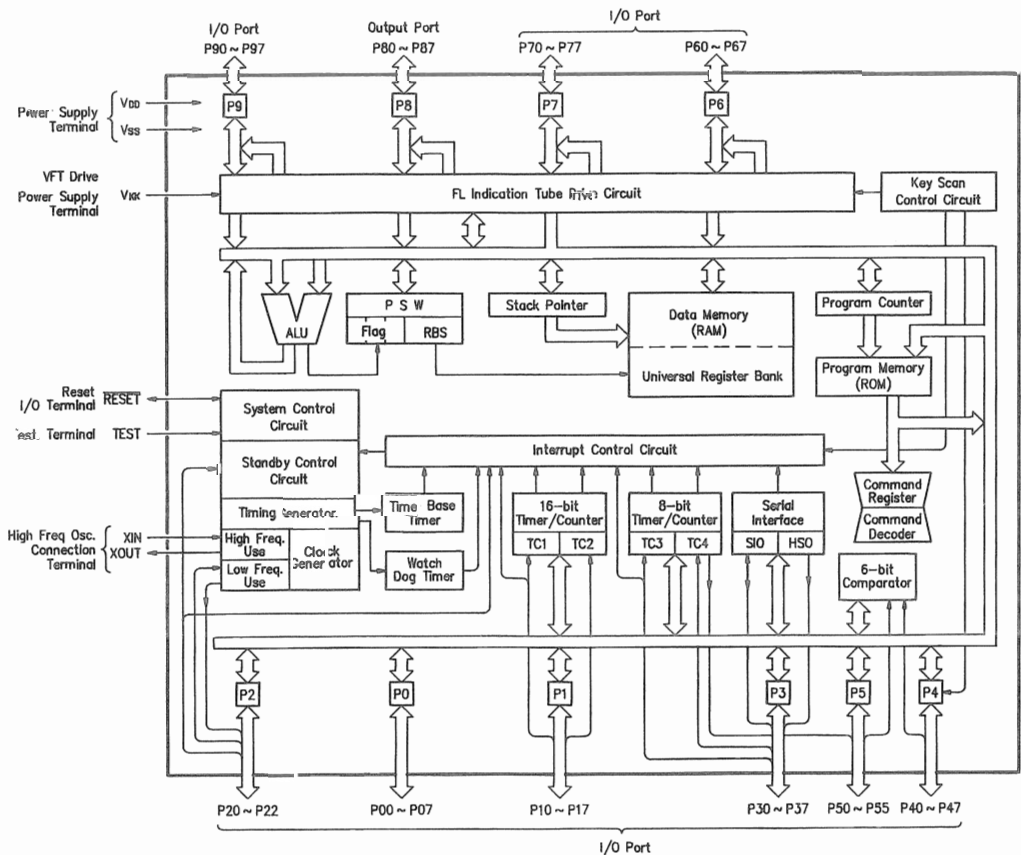 I/O Port
P90 ~ P97
Output Port
P80 ~ P87
I/O Port
P70 ~ P77
P60 ~ P67
Power Supply
Terminal
VDD
VSS
P9
P8
P7
P6
VFT Drive
Power Supply
Terminal
VKK
FL Indication Tube Driver Circuit
Key Scan
Control Circuit
ALU
P S W
Flag
RBS
Stack Pointer
Data Memory
(RAM)
Universal Register Bank
Program Counter
Program Memory
(ROM)
Reset
I/O Terminal
RESET
Test Terminal
TEST
System Control
Circuit
Standby Control
Circuit
Timing Generator
High Freq.
Use
Low Freq.
Use
Clock
Generator
High Freq Osc.
Connection
Terminal
XIN
XOUT
Interrupt Control Circuit
Time Base
Timer
Watch
Dog Timer
16-bit
Timer/Counter
TC1
TC2
8-bit
Timer/Counter
TC3
TC4
Serial
Interface
SIO
HSO
Command
Register
Command
Decoder
6-bit
Comparator
P2
P0
P1
P3
P5
P4
P20 ~ P22
P00 ~ P07
P10 ~ P17
P30 ~ P37
P50 ~ P55
P40 ~ P47
I/O Port